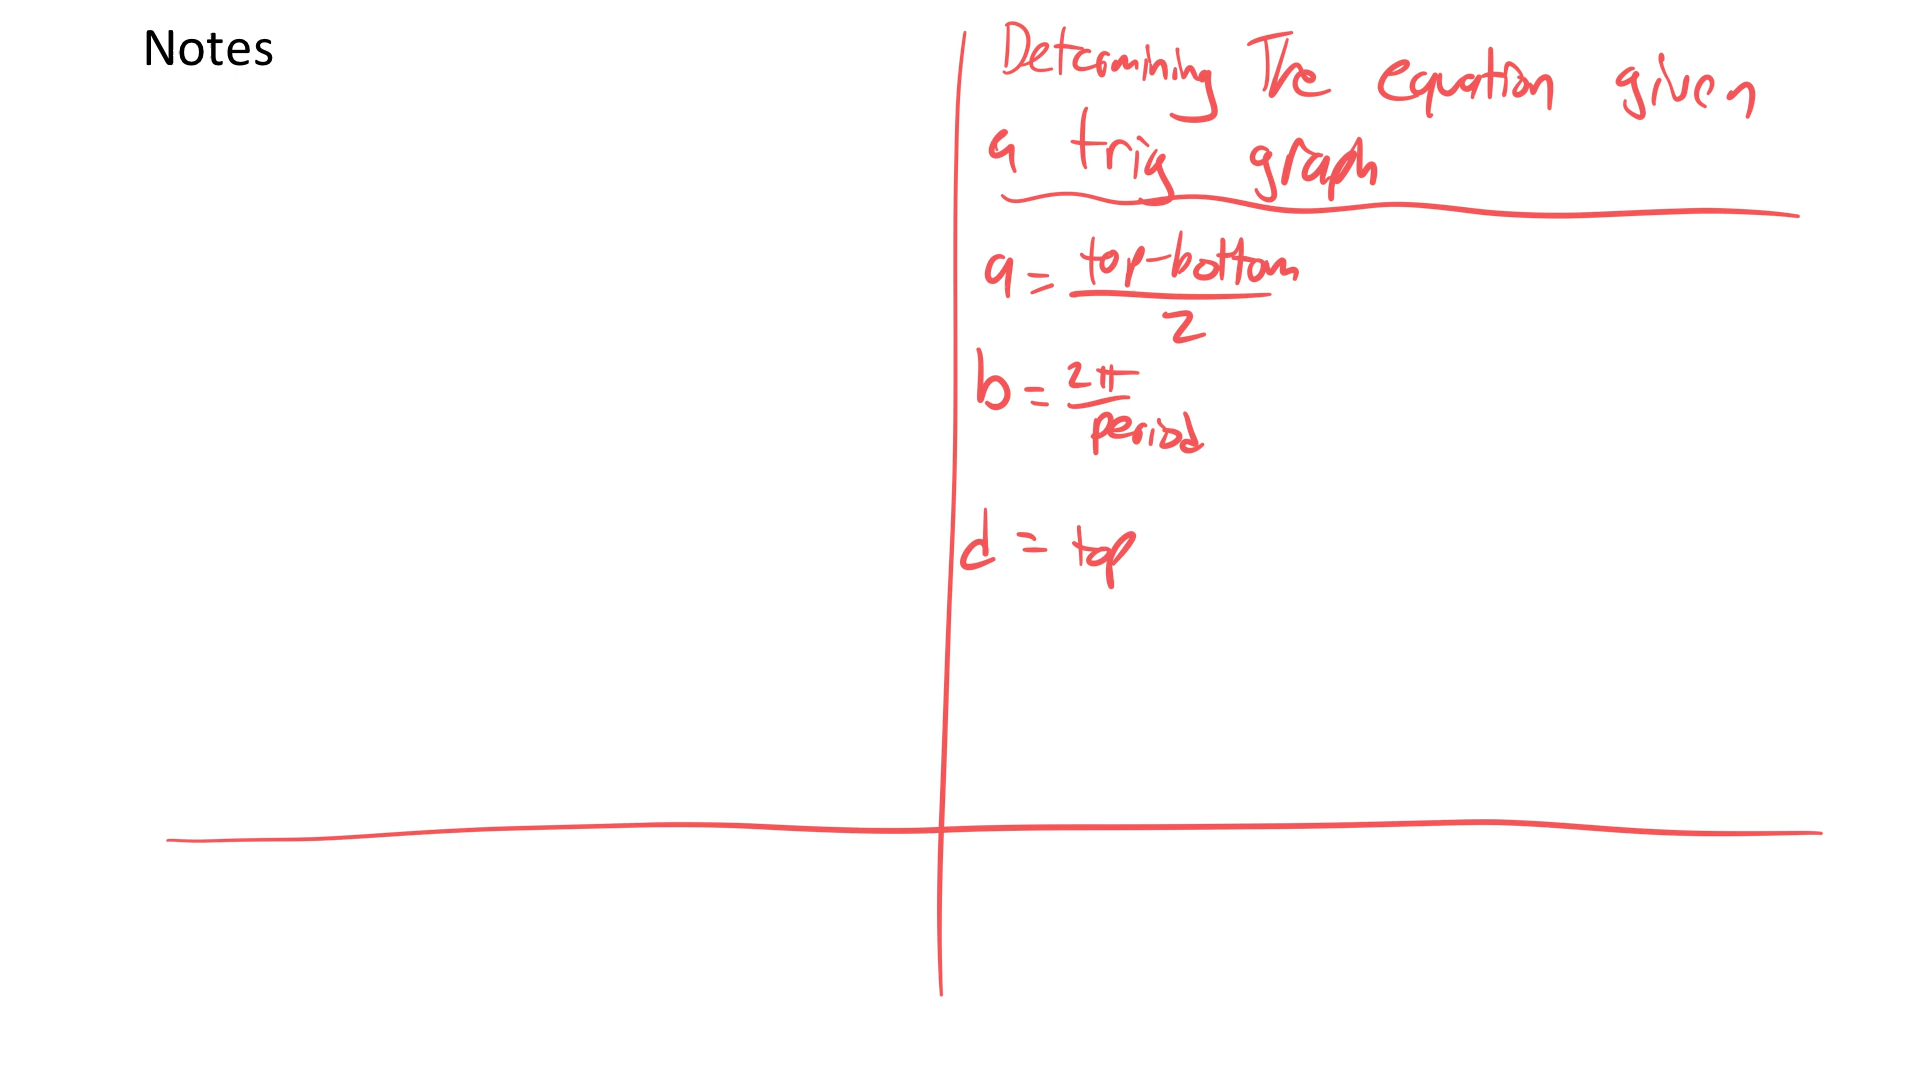 Notes
Determining The equation given
a trig graph
a = top-bottom
2
b = 2π
period
d = top